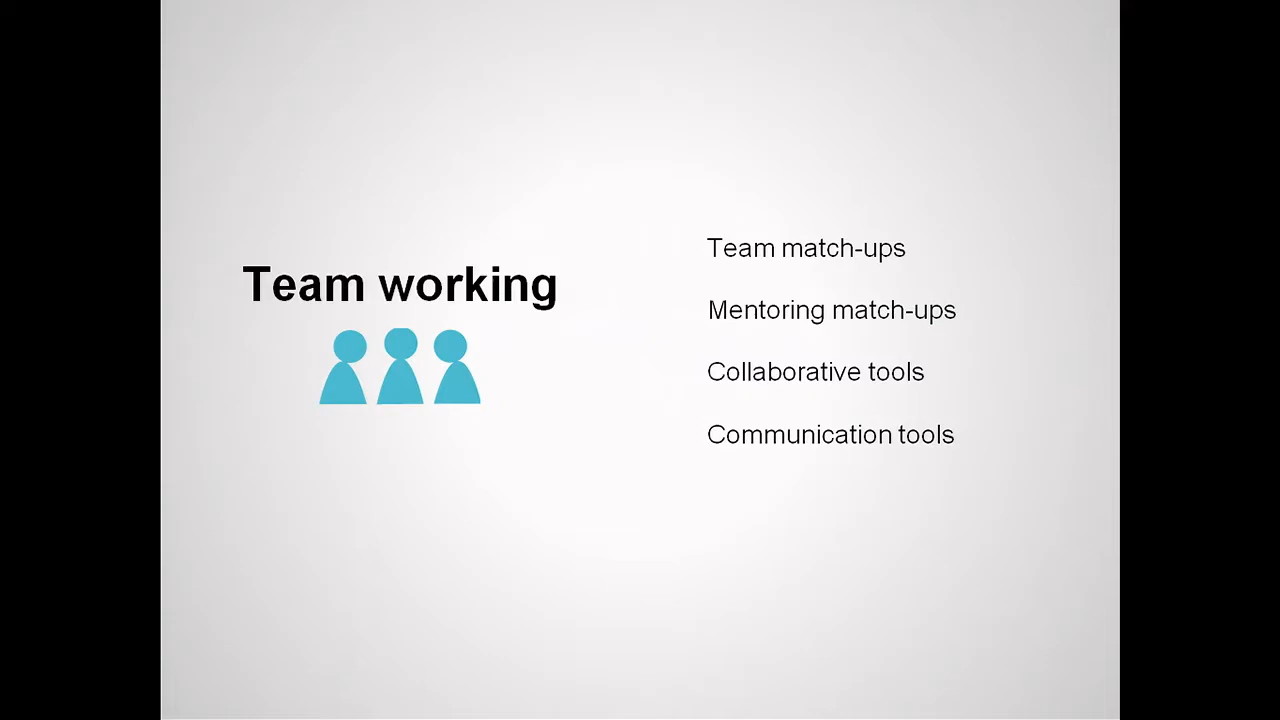 Team working
Team match-ups
Mentoring match-ups
Collaborative tools
Communication tools